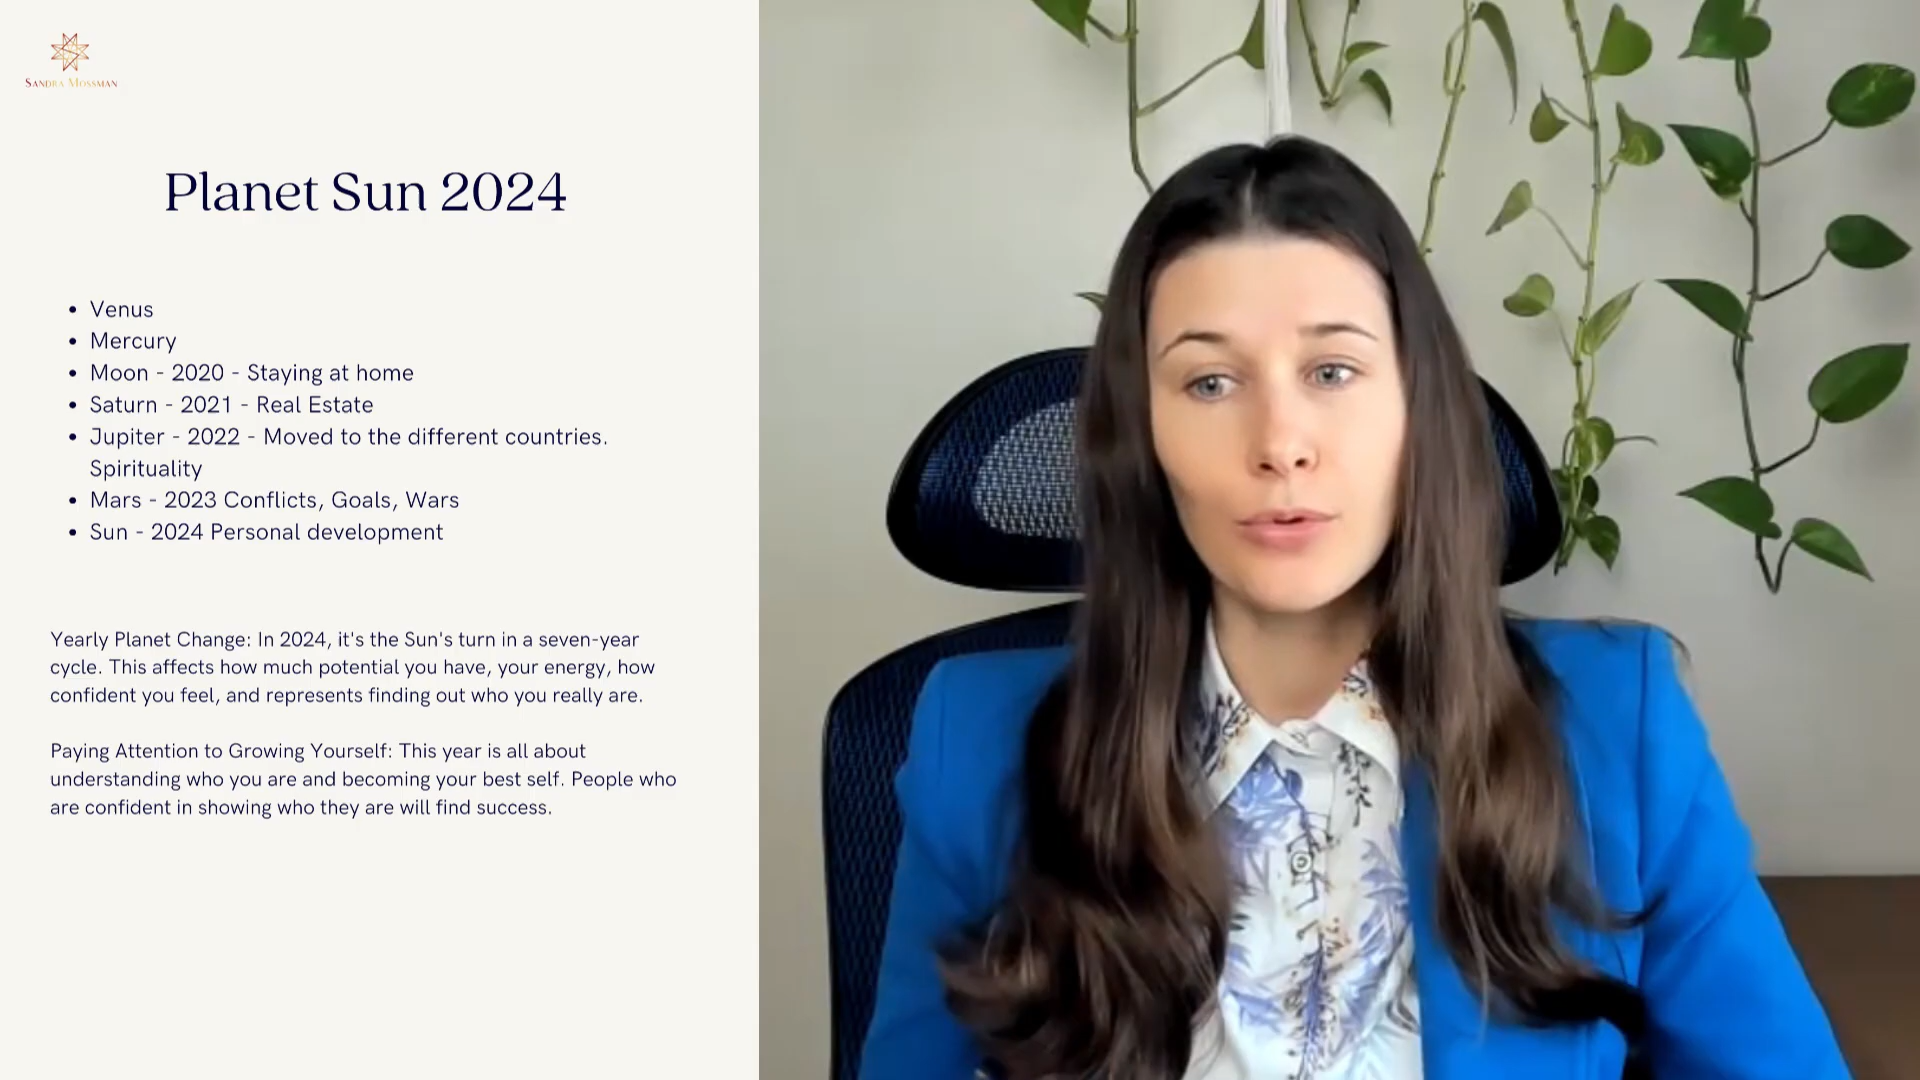 SANDRA MOSSMAN
Planet Sun 2024
• Venus
• Mercury
• Moon - 2020 - Staying at home
• Saturn - 2021 - Real Estate
• Jupiter - 2022 - Moved to the different countries.
Spirituality
• Mars - 2023 Conflicts, Goals, Wars
• Sun - 2024 Personal development
Yearly Planet Change: In 2024, it's the Sun's turn in a seven-year
cycle. This affects how much potential you have, your energy, how
confident you feel, and represents finding out who you really are.
Paying Attention to Growing Yourself: This year is all about
understanding who you are and becoming your best self. People who
are confident in showing who they are will find success.